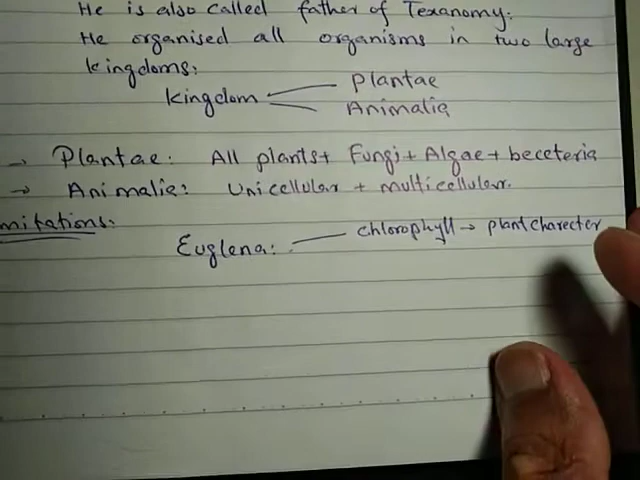 He is also called father of Texanomy.
He organised all organisms in two large
kingdoms:
kingdom Plantae
Animalia
→ Plantae: All plants+ Fungi+ Algae + becteria
→ Animalia: Unicellular + multicellular.
mitations:
Euglena: chlorophyll → plant charecter